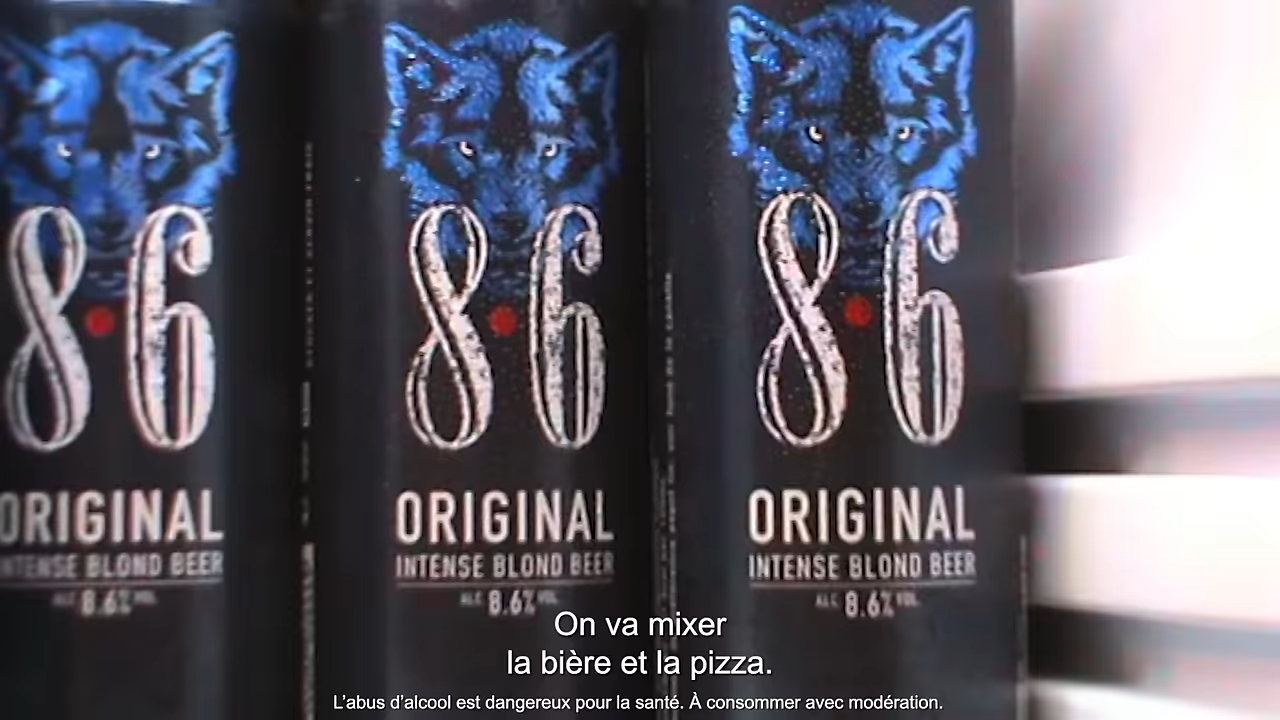 8.6
ORIGINAL
INTENSE BLOND BEER
ALC 8.6% VOL.
8.6
ORIGINAL
INTENSE BLOND BEER
ALC 8.6% VOL.
8.6
ORIGINAL
INTENSE BLOND BEER
ALC 8.6% VOL.
On va mixer
la bière et la pizza.
L’abus d’alcool est dangereux pour la santé. À consommer avec modération.